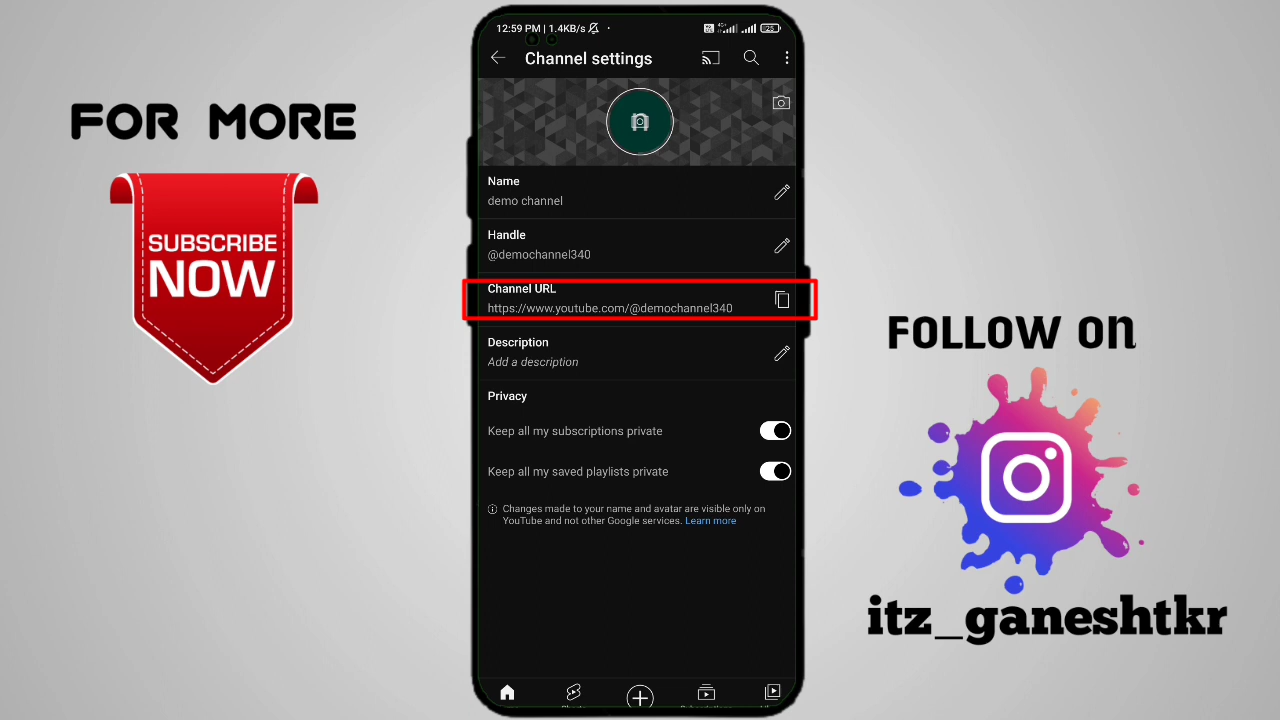 FOR MORE
SUBSCRIBE
NOW
12:59 PM | 1.4KB/s
4G+
25
Channel settings
Name
demo channel
Handle
@demochannel340
Channel URL
https://www.youtube.com/@demochannel340
Description
Add a description
Privacy
Keep all my subscriptions private
Keep all my saved playlists private
Changes made to your name and avatar are visible only on
YouTube and not other Google services. Learn more
FOLLOW ON
itz_ganeshtkr